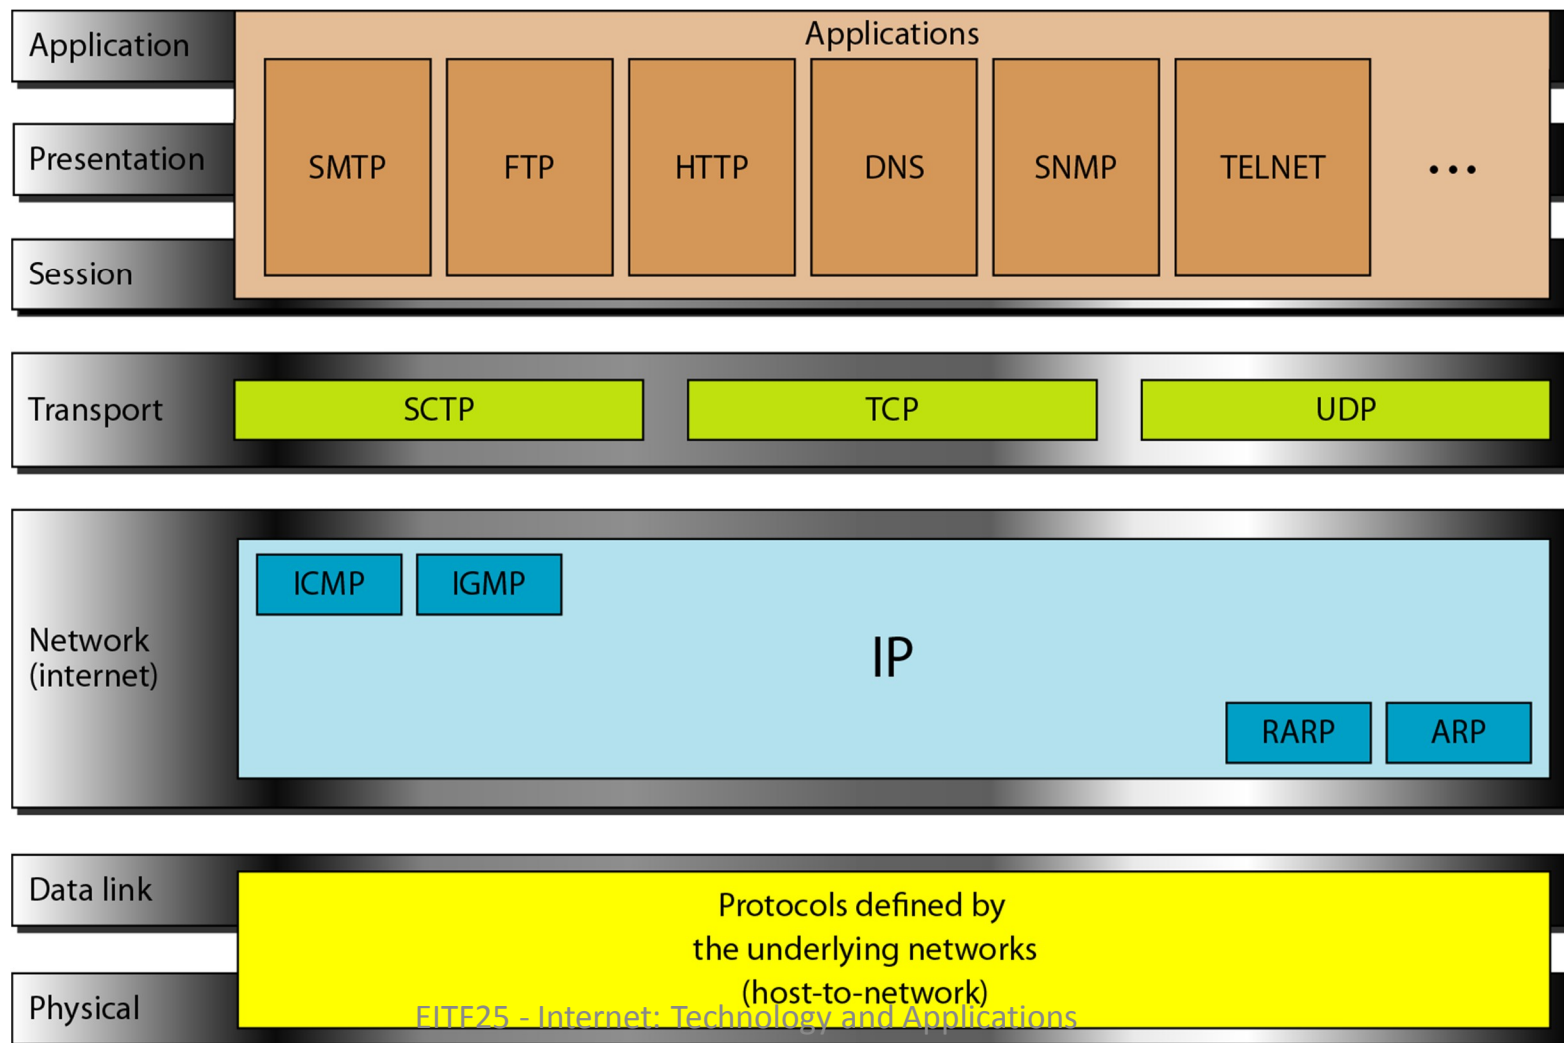 Application
Applications
Presentation
SMTP
FTP
HTTP
DNS
SNMP
TELNET
...
Session
Transport
SCTP
TCP
UDP
Network
(internet)
ICMP
IGMP
IP
RARP
ARP
Data link
Protocols defined by
the underlying networks
(host-to-network)
Physical
EITF25 - Internet: Technology and Applications